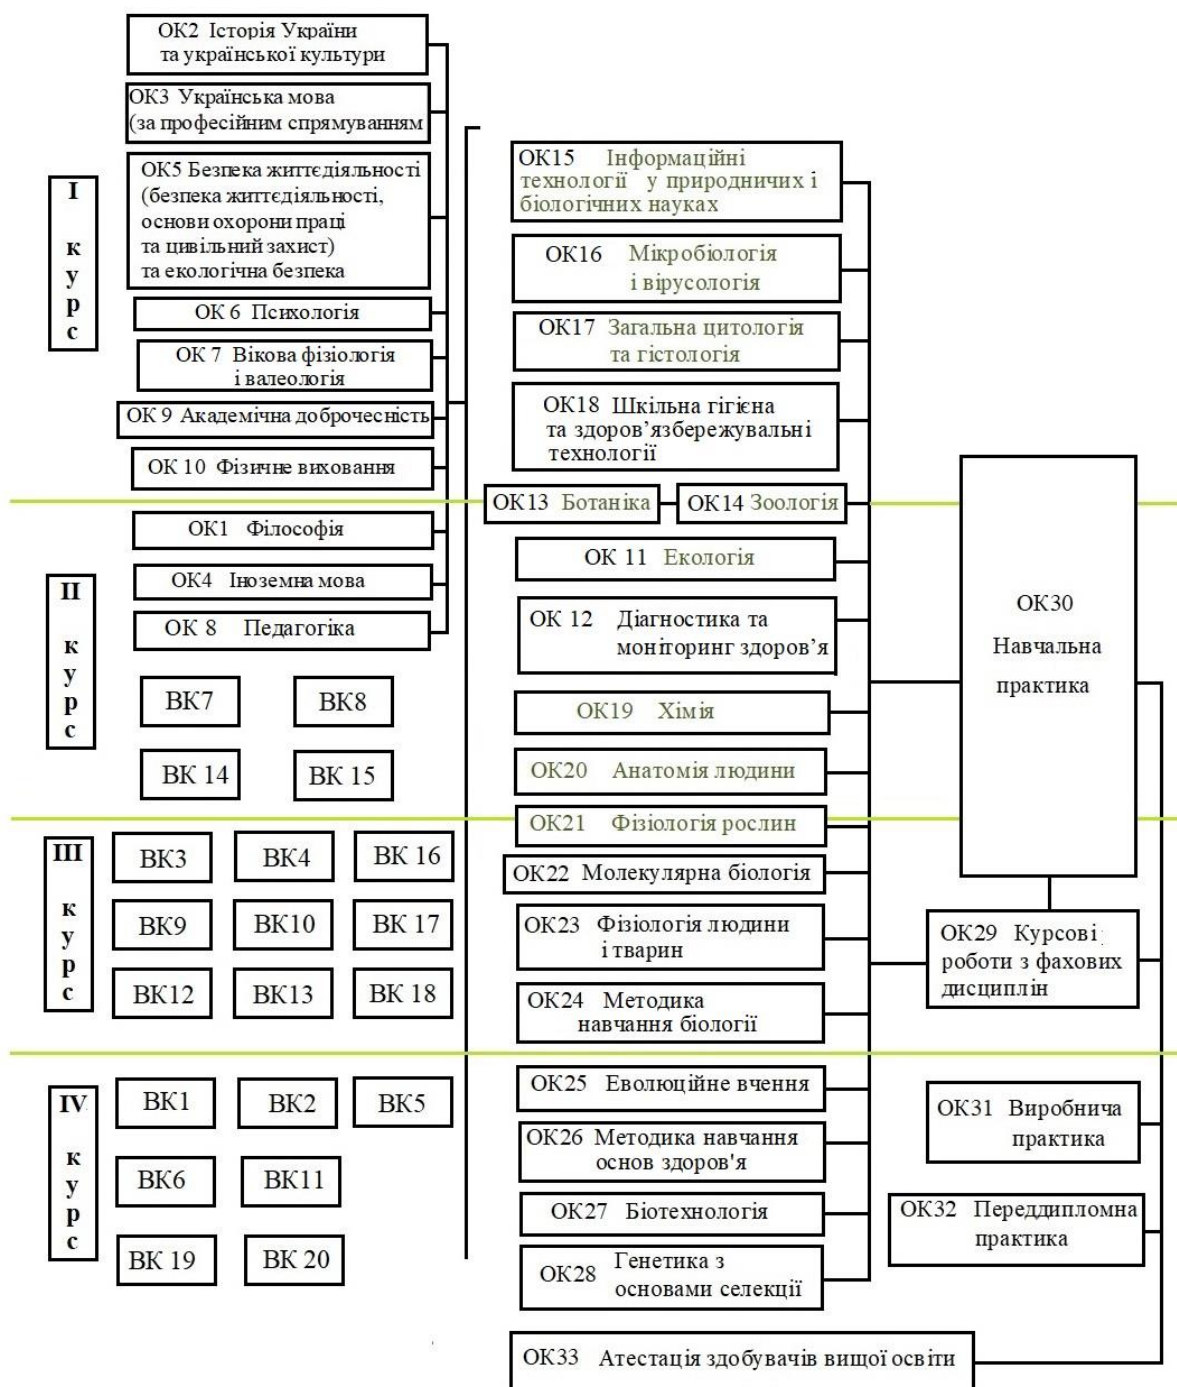 ОК2 Історія України
та української культури
ОК3 Українська мова
(за професійним спрямуванням
ОК5 Безпека життєдіяльності
(безпека життєдіяльності,
основи охорони праці
та цивільний захист)
та екологічна безпека
ОК 6 Психологія
ОК 7 Вікова фізіологія
і валеологія
ОК 9 Академічна доброчесність
ОК 10 Фізичне виховання
I
к
у
р
с
ОК15 Інформаційні
технології у природничих і
біологічних науках
ОК16 Мікробіологія
і вірусологія
ОК17 Загальна цитологія
та гістологія
ОК18 Шкільна гігієна
та здоров’язбережувальні
технології
ОК13 Ботаніка
ОК14 Зоологія
ОК1 Філософія
ОК4 Іноземна мова
ОК 8 Педагогіка
II
к
у
р
с
ВК7
ВК8
ВК 14
ВК 15
ОК 11 Екологія
ОК 12 Діагностика та
моніторинг здоров’я
ОК19 Хімія
ОК20 Анатомія людини
ОК21 Фізіологія рослин
ОК30
Навчальна
практика
III
к
у
р
с
ВК3
ВК4
ВК 16
ВК9
ВК10
ВК 17
ВК12
ВК13
ВК 18
ОК22 Молекулярна біологія
ОК23 Фізіологія людини
і тварин
ОК24 Методика
навчання біології
ОК29 Курсові
роботи з фахових
дисциплін
IV
к
у
р
с
ВК1
ВК2
ВК5
ВК6
ВК11
ВК 19
ВК 20
ОК25 Еволюційне вчення
ОК26 Методика навчання
основ здоров'я
ОК27 Біотехнологія
ОК28 Генетика з
основами селекції
ОК31 Виробнича
практика
ОК32 Переддипломна
практика
ОК33 Атестація здобувачів вищої освіти